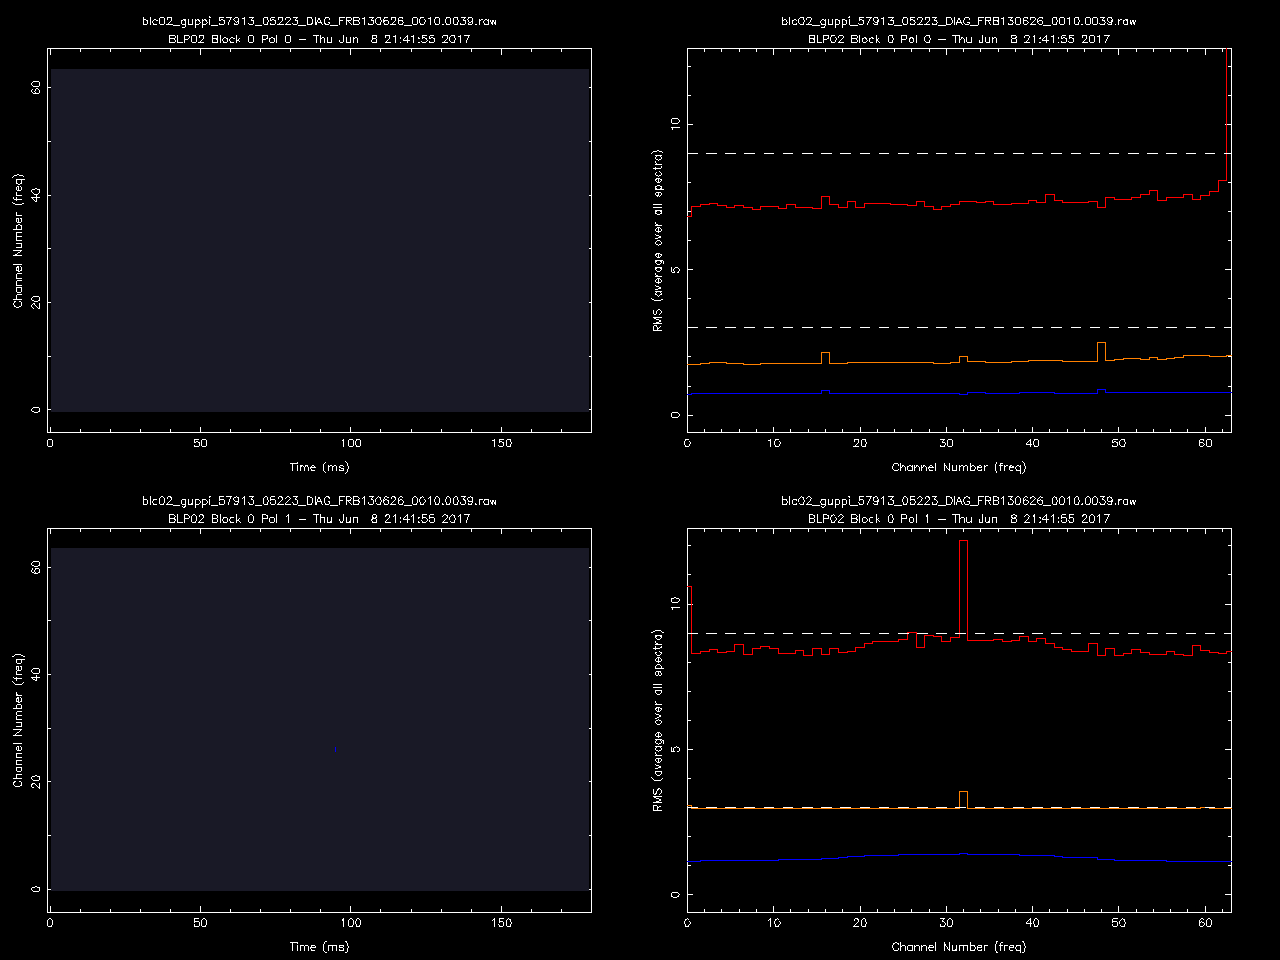 blc02_guppi_57913_05223_DIAG_FRB130626_0010.0039.raw
BLP02 Block 0 Pol 0 – Thu Jun  8 21:41:55 2017
Channel Number (freq)
60
40
20
0
0 50 100 150
Time (ms)
blc02_guppi_57913_05223_DIAG_FRB130626_0010.0039.raw
BLP02 Block 0 Pol 0 – Thu Jun  8 21:41:55 2017
RMS (average over all spectra)
10
5
0
0 10 20 30 40 50 60
Channel Number (freq)
blc02_guppi_57913_05223_DIAG_FRB130626_0010.0039.raw
BLP02 Block 0 Pol 1 – Thu Jun  8 21:41:55 2017
Channel Number (freq)
60
40
20
0
0 50 100 150
Time (ms)
blc02_guppi_57913_05223_DIAG_FRB130626_0010.0039.raw
BLP02 Block 0 Pol 1 – Thu Jun  8 21:41:55 2017
RMS (average over all spectra)
10
5
0
0 10 20 30 40 50 60
Channel Number (freq)